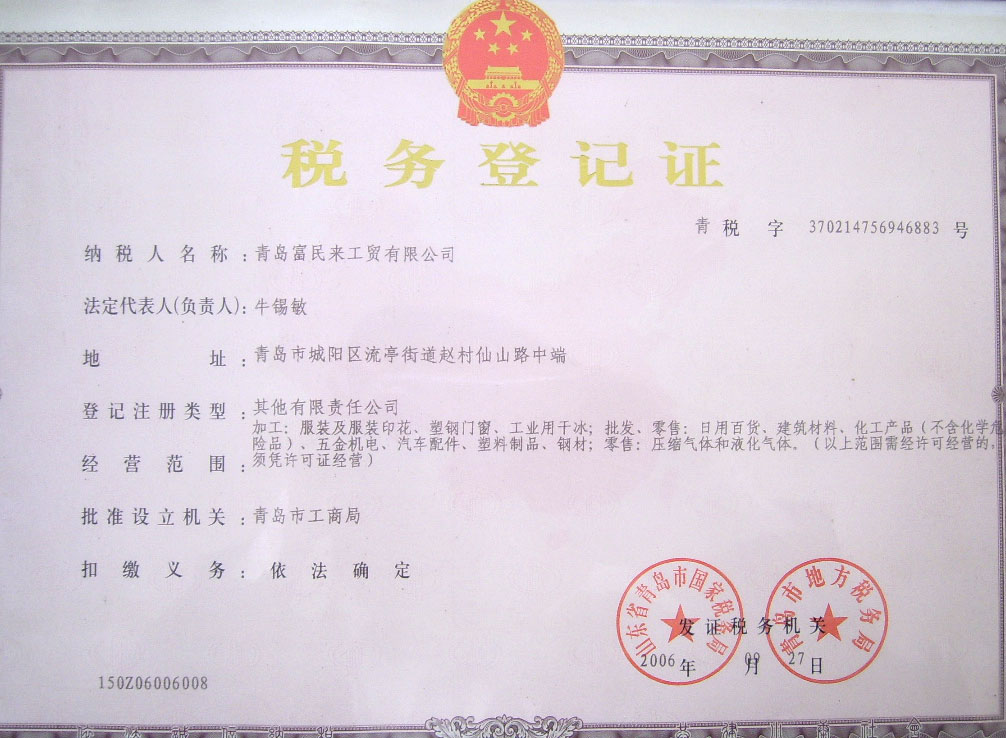 税务登记证
青 税 字 370214756946883 号
纳税人名称：青岛富民来工贸有限公司
法定代表人(负责人)：牛锡敏
地 址：青岛市城阳区流亭街道赵村仙山路中端
登记注册类型：其他有限责任公司
经营范围：加工：服装及服装印花、塑钢门窗、工业用干冰；批发、零售：日用百货、建筑材料、化工产品（不含化学危
险品）、五金机电、汽车配件、塑料制品、钢材；零售：压缩气体和液化气体。（以上范围需经许可经营的，
须凭许可证经营）
批准设立机关：青岛市工商局
扣缴义务：依法确定
山东省青岛市国家税务局
青岛市地方税务局
发证税务机关
2006年 09月 27日
150Z06006008